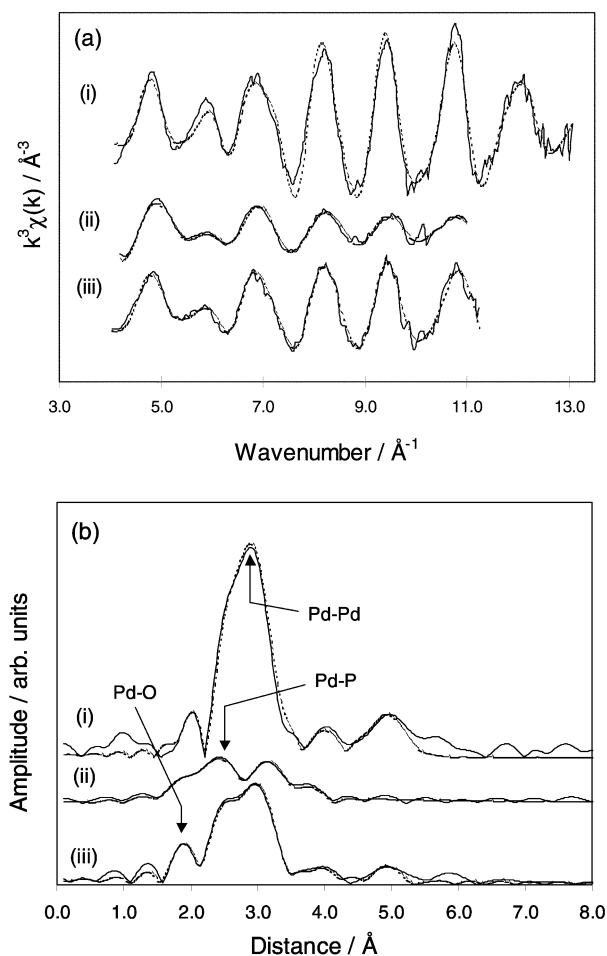 (a)
(i)
(ii)
(iii)
k³χ(k) / Å⁻³
3.0 5.0 7.0 9.0 11.0 13.0
Wavenumber / Å⁻¹
(b)
Pd-Pd
Pd-P
Pd-O
(i)
(ii)
(iii)
Amplitude / arb. units
0.0 1.0 2.0 3.0 4.0 5.0 6.0 7.0 8.0
Distance / Å